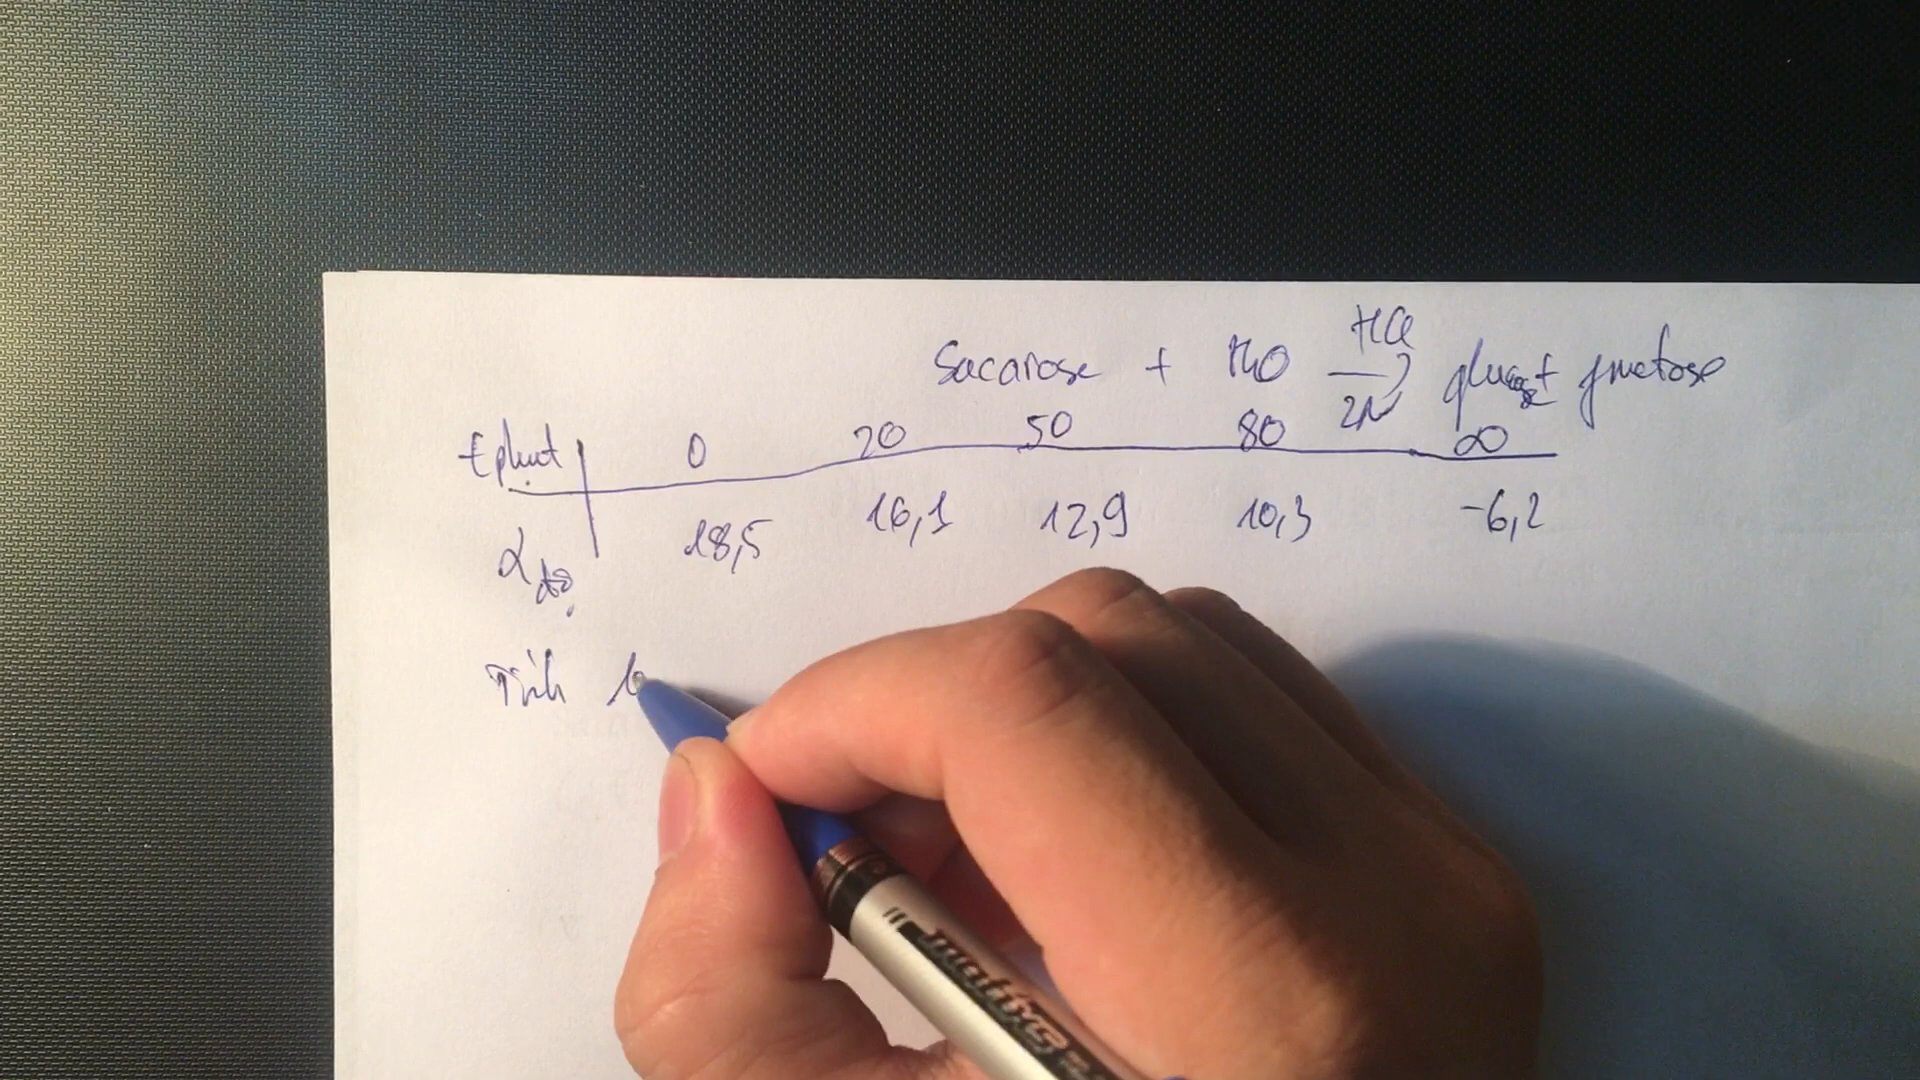 Sacarose + H2O ⟶ glucose + fructose
HCl
2N
t phút | 0 20 50 80 ∞
α độ 18,5 16,1 12,9 10,3 -6,2
Tính